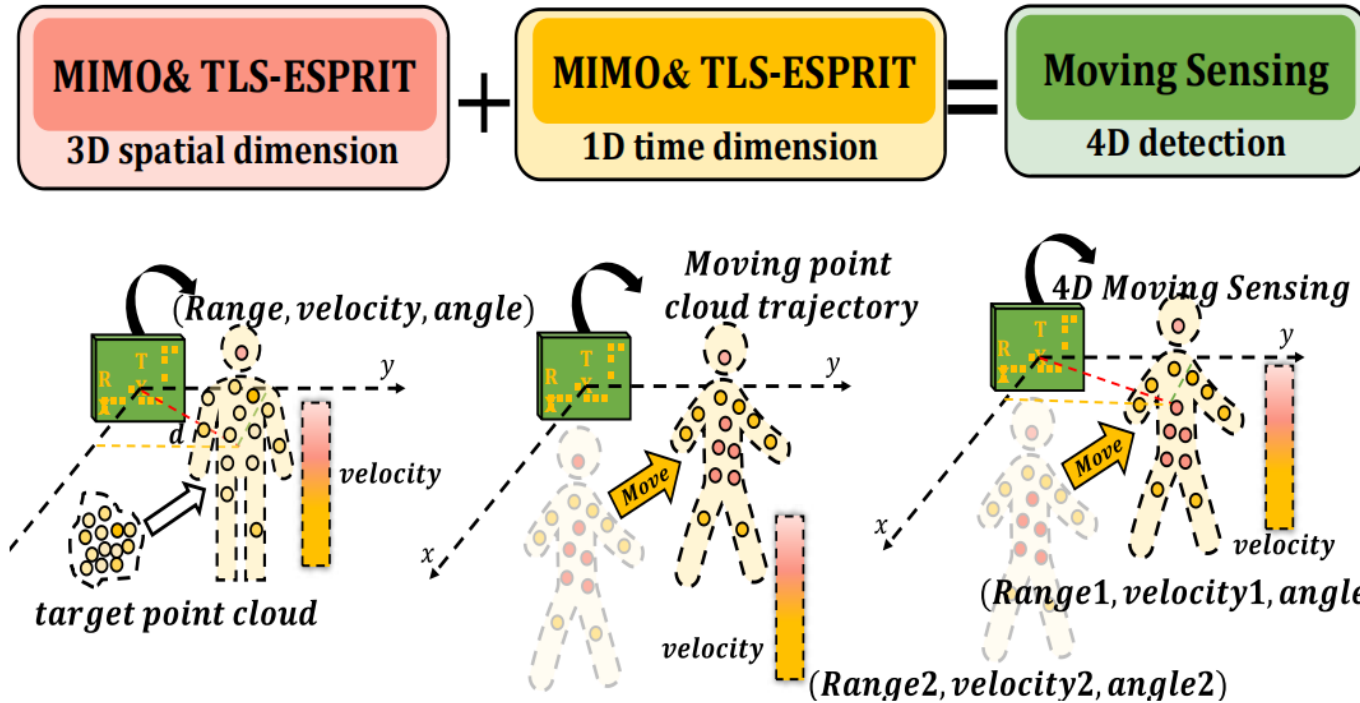 MIMO& TLS-ESPRIT
3D spatial dimension
+
MIMO& TLS-ESPRIT
1D time dimension
=
Moving Sensing
4D detection
(Range, velocity, angle)
T
R
y
d
velocity
target point cloud
Moving point
cloud trajectory
T
R
y
x
Move
velocity
(Range2, velocity2, angle2)
4D Moving Sensing
T
R
y
x
Move
velocity
(Range1, velocity1, angle